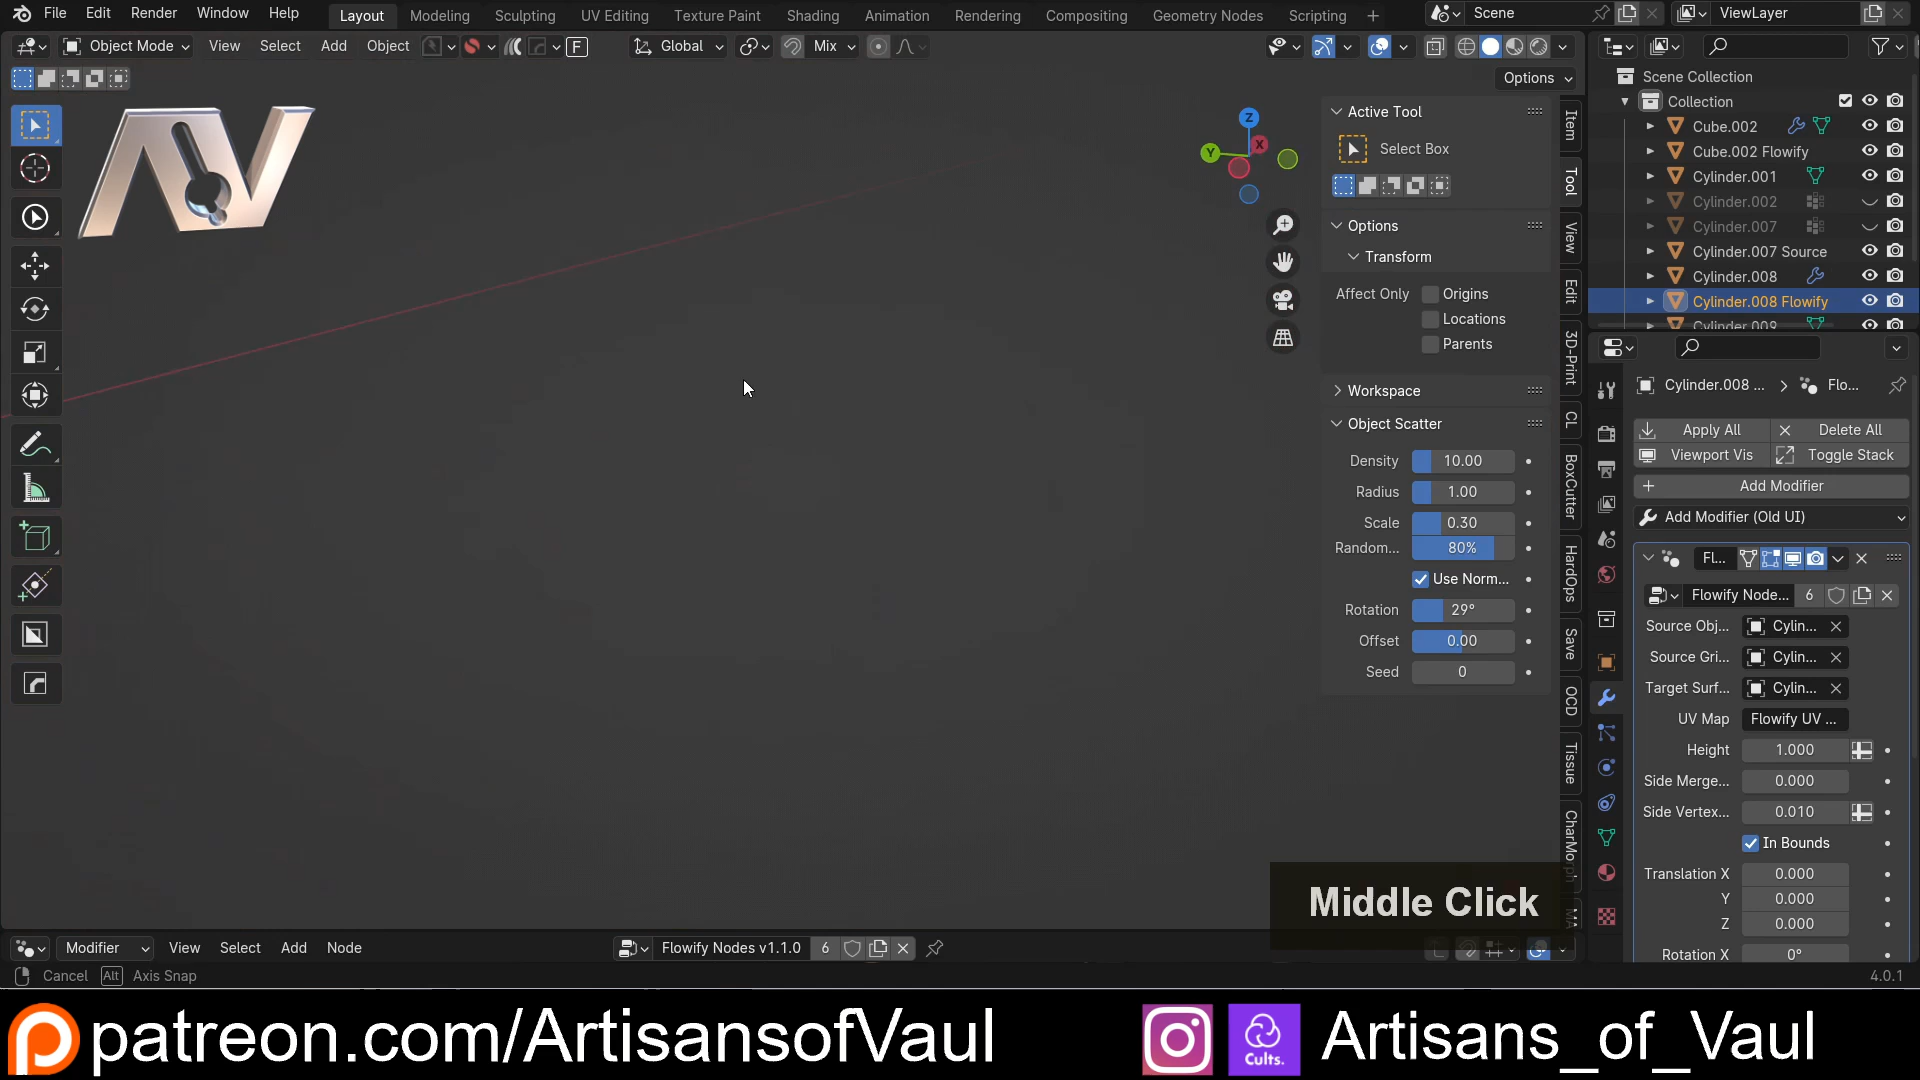 File Edit Render Window Help Layout Modeling Sculpting UV Editing Texture Paint Shading Animation Rendering Compositing Geometry Nodes Scripting + Scene ViewLayer
Object Mode View Select Add Object F Global Mix
Options
Scene Collection
Collection
Cube.002
Cube.002 Flowify
Cylinder.001
Cylinder.002
Cylinder.007
Cylinder.007 Source
Cylinder.008
Cylinder.008 Flowify
Cylinder.009
Z
Y X
AV
Active Tool
Select Box
Options
Transform
Affect Only Origins
Locations
Parents
Workspace
Object Scatter
Density 10.00
Radius 1.00
Scale 0.30
Random... 80%
Use Norm...
Rotation 29°
Offset 0.00
Seed 0
Item
Tool
View
Edit
3D-Print
CL
BoxCutter
HardOps
Save
OCD
Tissue
CharMorph
MA
Cylinder.008 ... Flo...
Apply All Delete All
Viewport Vis Toggle Stack
Add Modifier
Add Modifier (Old UI)
Fl...
Flowify Node... 6
Source Obj... Cylin...
Source Gri... Cylin...
Target Surf... Cylin...
UV Map Flowify UV ...
Height 1.000
Side Merge... 0.000
Side Vertex... 0.010
In Bounds
Translation X 0.000
Y 0.000
Z 0.000
Rotation X 0°
Middle Click
Modifier View Select Add Node Flowify Nodes v1.1.0 6
Cancel Alt Axis Snap 4.0.1
patreon.com/ArtisansofVaul Cults. Artisans_of_Vaul